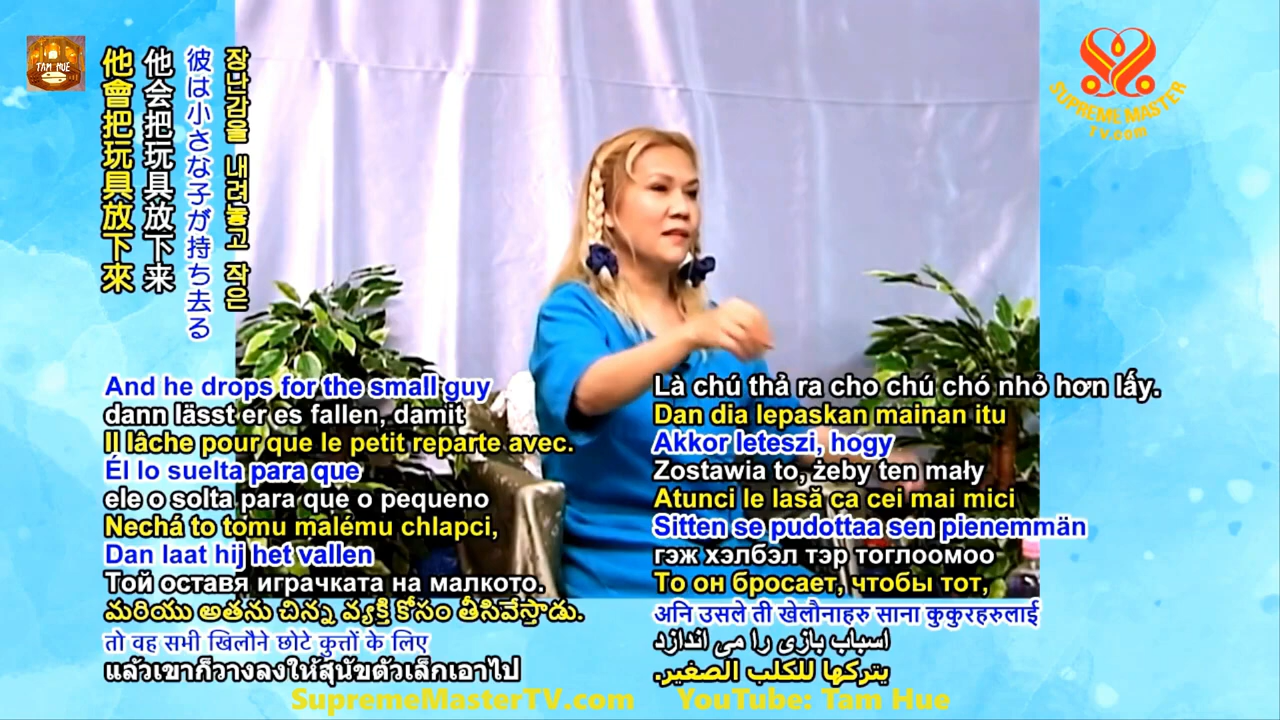 TAM HUE
他會把玩具放下來
他会把玩具放下来
彼は小さな子が持ち去る
장난감을 내려놓고 작은
SUPREME MASTER
TV.com
And he drops for the small guy
dann lässt er es fallen, damit
Il lâche pour que le petit reparte avec.
Él lo suelta para que
ele o solta para que o pequeno
Nechá to tomu malému chlapci,
Dan laat hij het vallen
Той оставя играчката на малкото.
మరియు అతను చిన్న వ్యక్తి కోసం తీసివేస్తాడు.
तो वह सभी खिलौने छोटे कुत्तों के लिए
แล้วเขาก็วางลงให้สุนัขตัวเล็กเอาไป
Là chú thả ra cho chú chó nhỏ hơn lấy.
Dan dia lepaskan mainan itu
Akkor leteszi, hogy
Zostawia to, żeby ten mały
Atunci le lasă ca cei mai mici
Sitten se pudottaa sen pienemmän
гэж хэлбэл тэр тоглоомоо
То он бросает, чтобы тот,
अनि उसले ती खेलौनाहरु साना कुकुरहरुलाई
اسباب بازی را می اندازد
يتركها للكلب الصغير.
SupremeMasterTV.com
YouTube: Tam Hue